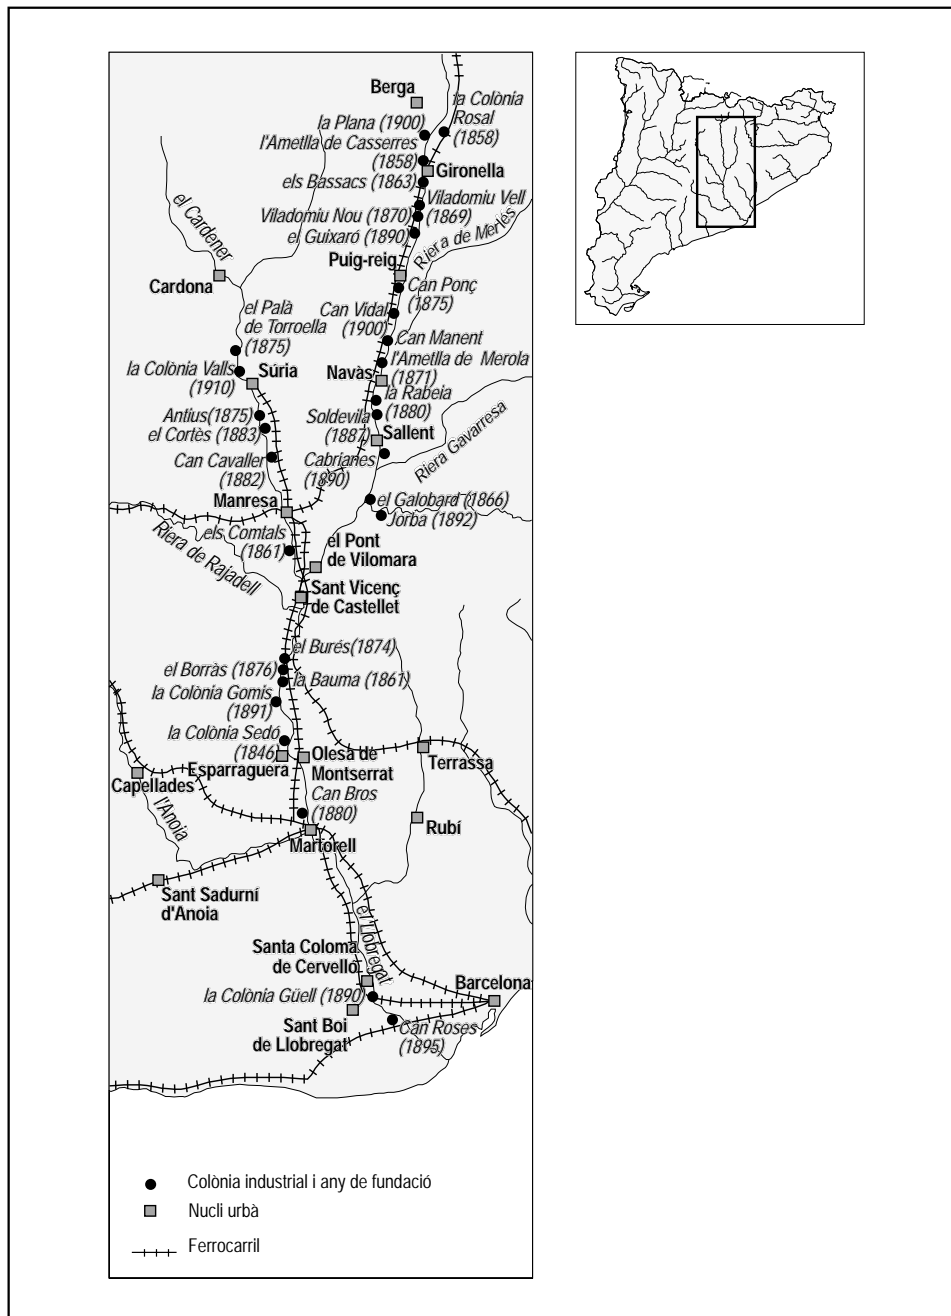 Berga
la Colònia
Rosal
(1858)
la Plana (1900)
l'Ametlla de Casserres
(1858)
Gironella
els Bassacs (1863)
Viladomiu Vell
(1869)
Viladomiu Nou (1870)
el Guixaró (1890)
Riera de Merlés
el Cardener
Puig-reig
Cardona
Can Ponç
(1875)
el Palà
de Torroella
(1875)
Can Vidal
(1900)
Can Manent
l'Ametlla de Merola
(1871)
la Colònia Valls
(1910)
Súria
Navàs
la Rabeia
(1880)
Antius(1875)
el Cortès (1883)
Soldevila
(1887)
Sallent
Riera Gavarresa
Can Cavaller
(1882)
Cabrianes
(1890)
Manresa
el Galobard (1866)
Jorba (1892)
els Comtals
(1861)
Riera de Rajadell
el Pont
de Vilomara
Sant Vicenç
de Castellet
el Burés(1874)
el Borràs (1876)
la Bauma (1861)
la Colònia Gomis
(1891)
la Colònia Sedó
(1846)
Esparraguera
Olesa de
Montserrat
Terrassa
Capellades
l'Anoia
Can Bros
(1880)
Martorell
Rubí
Sant Sadurní
d'Anoia
el Llobregat
Santa Coloma
de Cervelló
Barcelona
la Colònia Güell (1890)
Sant Boi
de Llobregat
Can Roses
(1895)
Colònia industrial i any de fundació
Nucli urbà
Ferrocarril